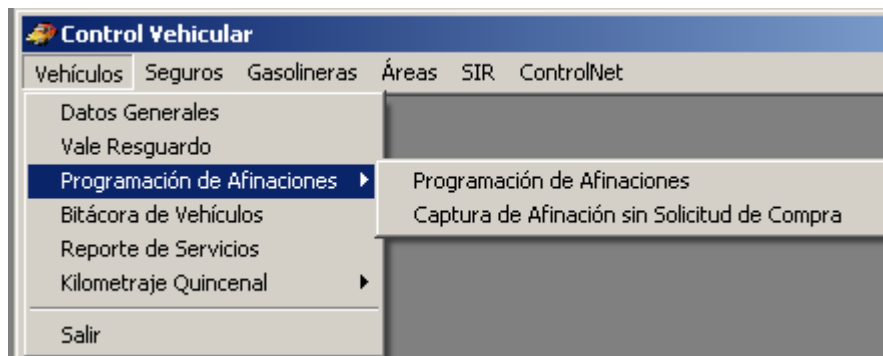 Control Vehicular
Vehículos Seguros Gasolineras Áreas SIR ControlNet
Datos Generales
Vale Resguardo
Programación de Afinaciones
Programación de Afinaciones
Captura de Afinación sin Solicitud de Compra
Bitácora de Vehículos
Reporte de Servicios
Kilometraje Quincenal
Salir